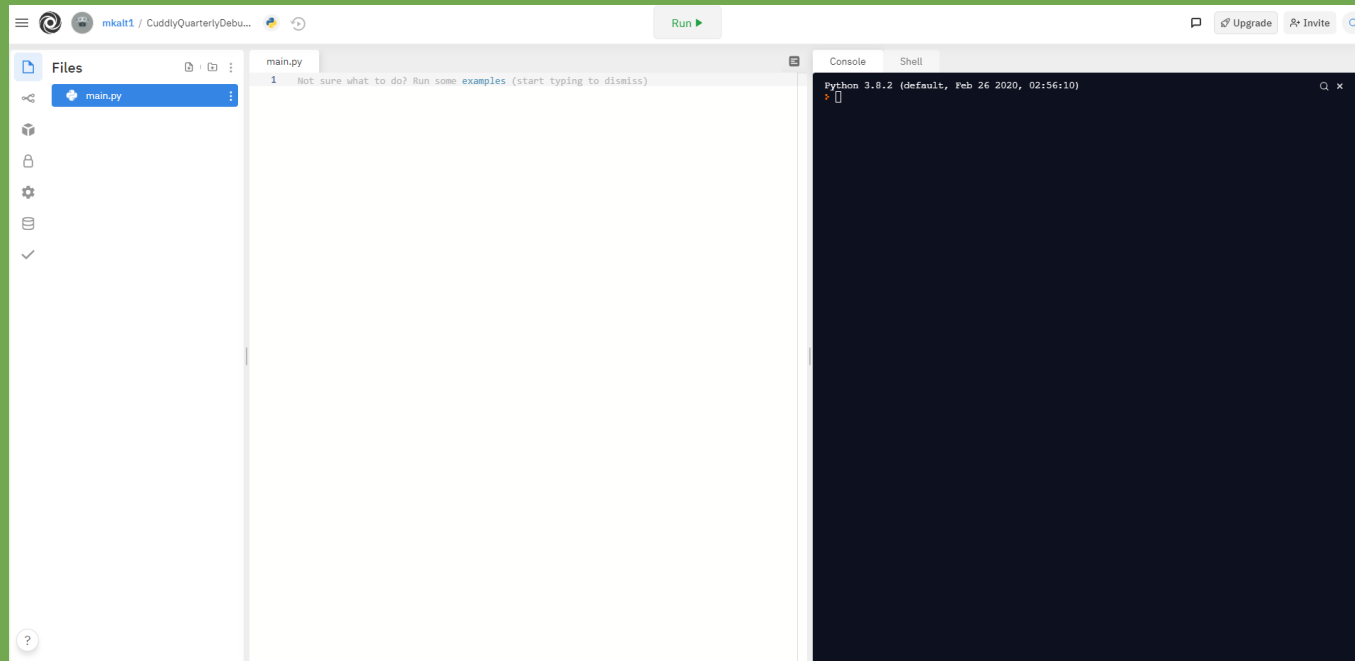 mkalt1 / CuddlyQuarterlyDebu...
Run
Upgrade
Invite
Files
main.py
main.py
1 Not sure what to do? Run some examples (start typing to dismiss)
Console Shell
Python 3.8.2 (default, Feb 26 2020, 02:56:10)
?